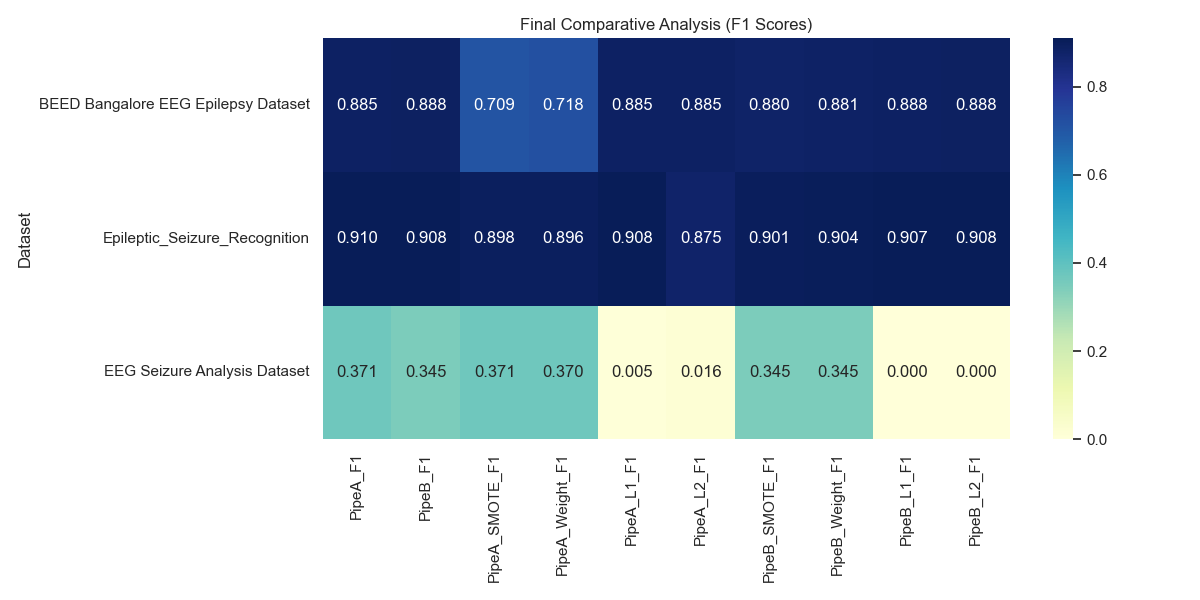 Final Comparative Analysis (F1 Scores)
Dataset
BEED Bangalore EEG Epilepsy Dataset
0.885 0.888 0.709 0.718 0.885 0.885 0.880 0.881 0.888 0.888
Epileptic_Seizure_Recognition
0.910 0.908 0.898 0.896 0.908 0.875 0.901 0.904 0.907 0.908
EEG Seizure Analysis Dataset
0.371 0.345 0.371 0.370 0.005 0.016 0.345 0.345 0.000 0.000
PipeA_F1
PipeB_F1
PipeA_SMOTE_F1
PipeA_Weight_F1
PipeA_L1_F1
PipeA_L2_F1
PipeB_SMOTE_F1
PipeB_Weight_F1
PipeB_L1_F1
PipeB_L2_F1
0.8
0.6
0.4
0.2
0.0